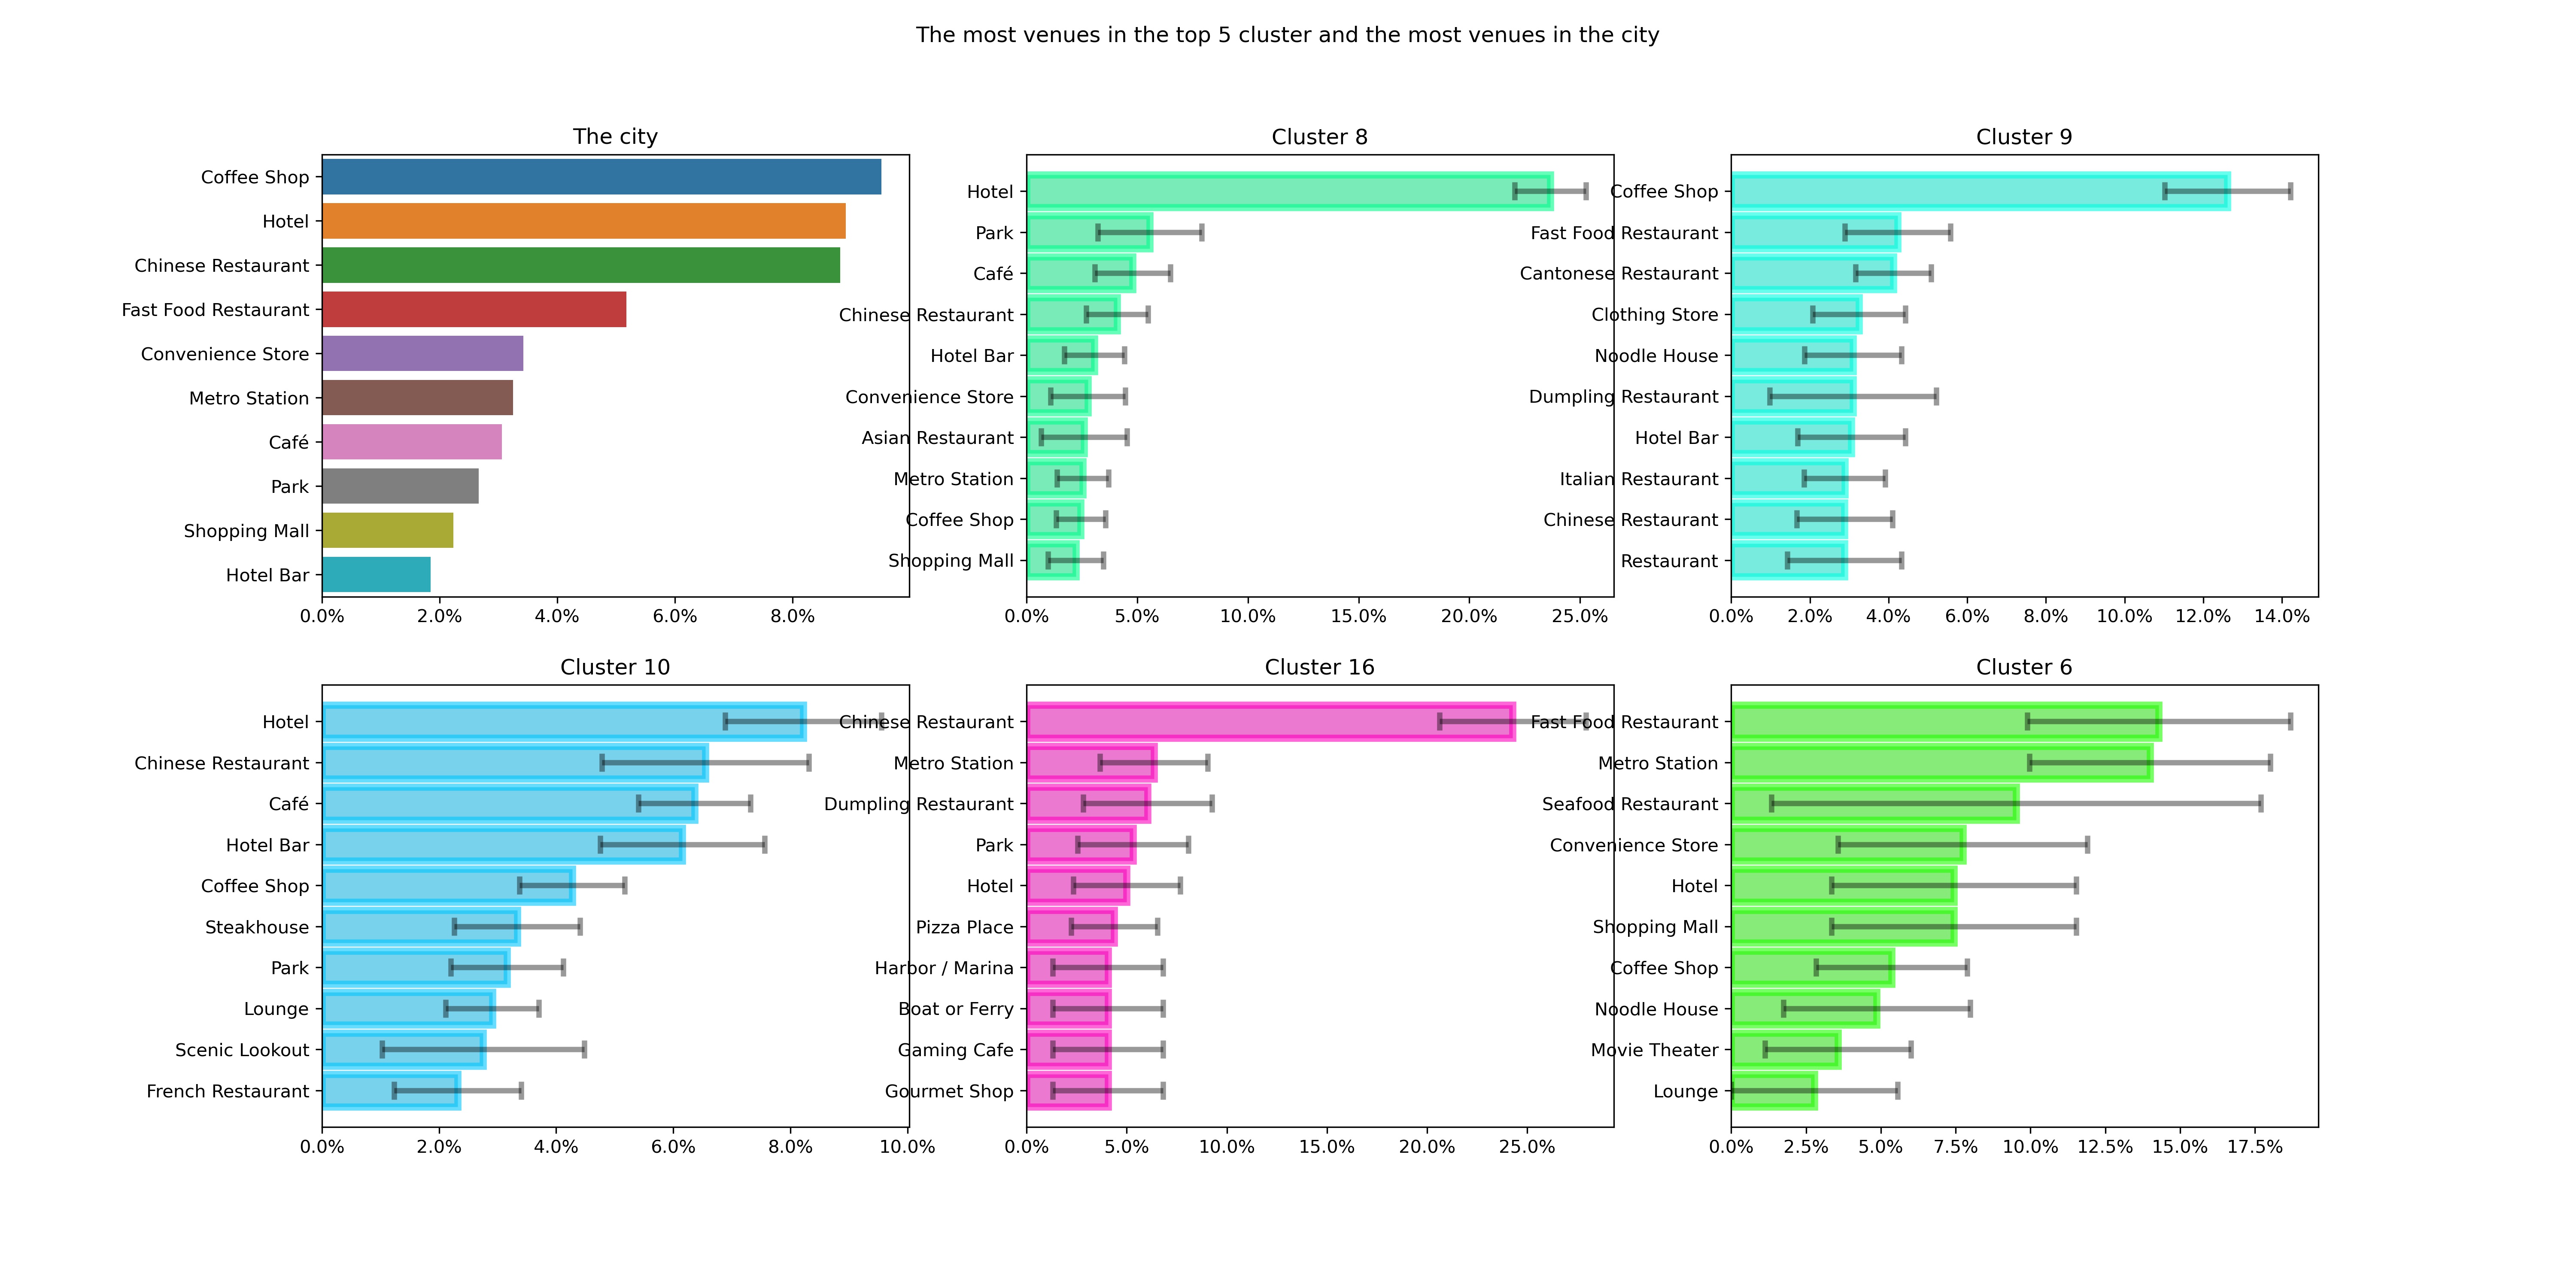 The most venues in the top 5 cluster and the most venues in the city
The city
Coffee Shop
Hotel
Chinese Restaurant
Fast Food Restaurant
Convenience Store
Metro Station
Café
Park
Shopping Mall
Hotel Bar
0.0% 2.0% 4.0% 6.0% 8.0%
Cluster 8
Hotel
Park
Café
Chinese Restaurant
Hotel Bar
Convenience Store
Asian Restaurant
Metro Station
Coffee Shop
Shopping Mall
0.0% 5.0% 10.0% 15.0% 20.0% 25.0%
Cluster 9
Coffee Shop
Fast Food Restaurant
Cantonese Restaurant
Clothing Store
Noodle House
Dumpling Restaurant
Hotel Bar
Italian Restaurant
Chinese Restaurant
Restaurant
0.0% 2.0% 4.0% 6.0% 8.0% 10.0% 12.0% 14.0%
Cluster 10
Hotel
Chinese Restaurant
Café
Hotel Bar
Coffee Shop
Steakhouse
Park
Lounge
Scenic Lookout
French Restaurant
0.0% 2.0% 4.0% 6.0% 8.0% 10.0%
Cluster 16
Chinese Restaurant
Metro Station
Dumpling Restaurant
Park
Hotel
Pizza Place
Harbor / Marina
Boat or Ferry
Gaming Cafe
Gourmet Shop
0.0% 5.0% 10.0% 15.0% 20.0% 25.0%
Cluster 6
Fast Food Restaurant
Metro Station
Seafood Restaurant
Convenience Store
Hotel
Shopping Mall
Coffee Shop
Noodle House
Movie Theater
Lounge
0.0% 2.5% 5.0% 7.5% 10.0% 12.5% 15.0% 17.5%